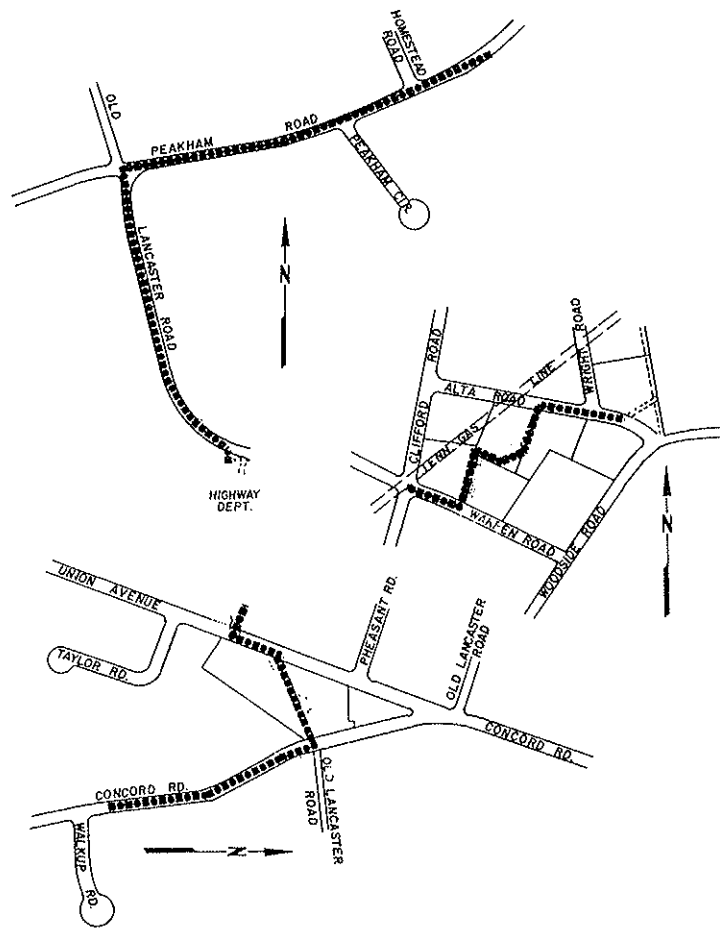 HOMESTEAD
ROAD
OLD
PEAKHAM ROAD
PEAKHAM CIR.
LANCASTER ROAD
N
HIGHWAY
DEPT.
WRIGHT ROAD
CLIFFORD ROAD
ALTA ROAD
TENN. GAS LINE
WARREN ROAD
WOODSIDE ROAD
N
UNION AVENUE
TAYLOR RD.
PHEASANT RD.
OLD LANCASTER
ROAD
CONCORD RD.
CONCORD RD.
OLD LANCASTER
ROAD
WALKUP RD.
N